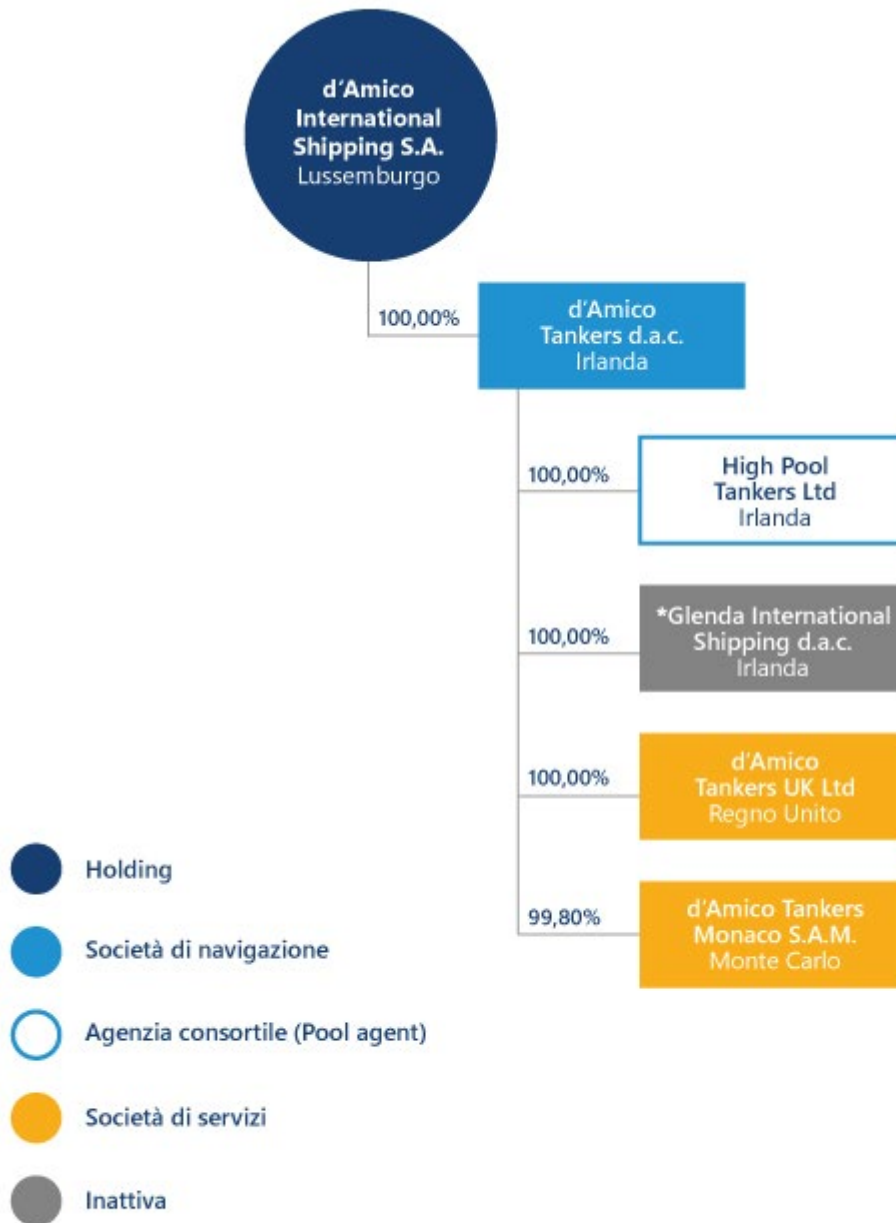 d'Amico
International
Shipping S.A.
Lussemburgo
100,00%
d'Amico
Tankers d.a.c.
Irlanda
100,00%
High Pool
Tankers Ltd
Irlanda
100,00%
*Glenda International
Shipping d.a.c.
Irlanda
100,00%
d'Amico
Tankers UK Ltd
Regno Unito
99,80%
d'Amico Tankers
Monaco S.A.M.
Monte Carlo
Holding
Società di navigazione
Agenzia consortile (Pool agent)
Società di servizi
Inattiva